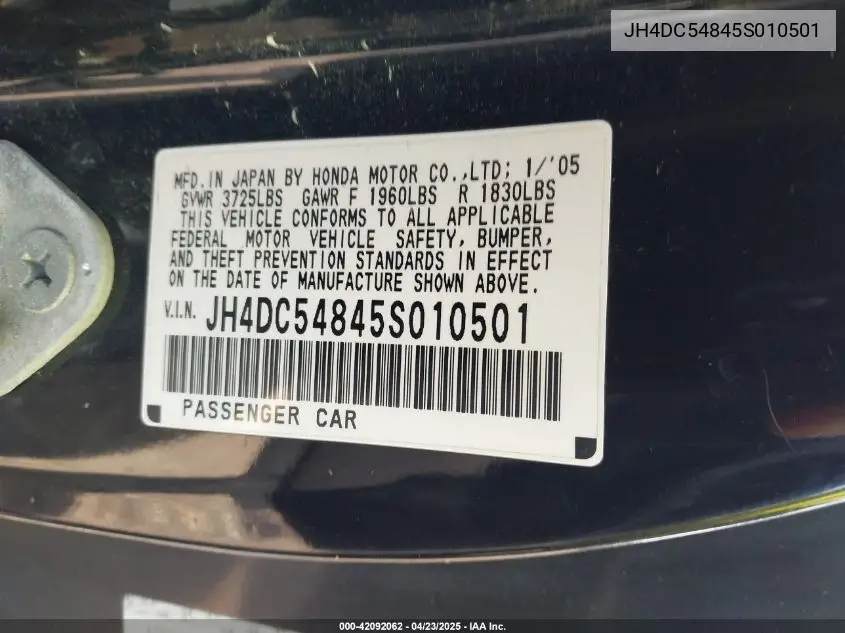 JH4DC54845S010501
MFD. IN JAPAN BY HONDA MOTOR CO.,LTD; 1/'05
GVWR 3725LBS GAWR F 1960LBS R 1830LBS
THIS VEHICLE CONFORMS TO ALL APPLICABLE
FEDERAL MOTOR VEHICLE SAFETY, BUMPER,
AND THEFT PREVENTION STANDARDS IN EFFECT
ON THE DATE OF MANUFACTURE SHOWN ABOVE.
V.I.N. JH4DC54845S010501
PASSENGER CAR
000-42092062 - 04/23/2025 - IAA Inc.